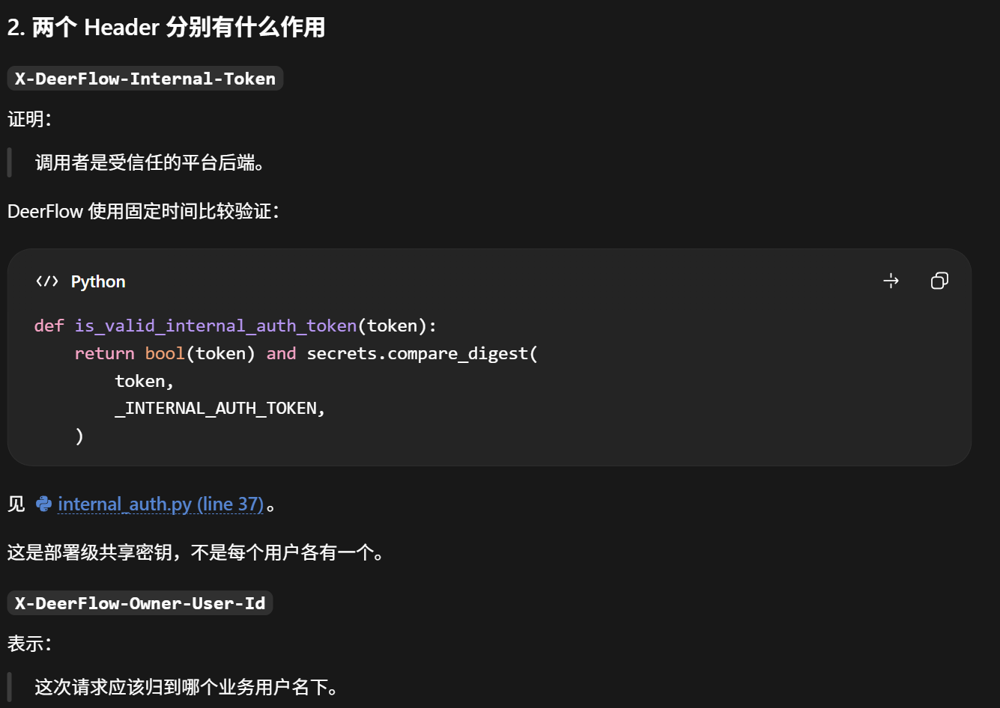 2. 两个 Header 分别有什么作用
X-DeerFlow-Internal-Token
证明：
调用者是受信任的平台后端。
DeerFlow 使用固定时间比较验证：
</> Python
def is_valid_internal_auth_token(token):
    return bool(token) and secrets.compare_digest(
        token,
        _INTERNAL_AUTH_TOKEN,
    )
见 internal_auth.py (line 37)。
这是部署级共享密钥，不是每个用户各有一个。
X-DeerFlow-Owner-User-Id
表示：
这次请求应该归到哪个业务用户名下。